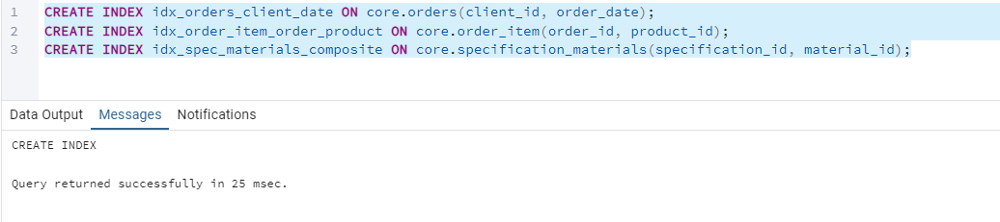 1 CREATE INDEX idx_orders_client_date ON core.orders(client_id, order_date);
2 CREATE INDEX idx_order_item_order_product ON core.order_item(order_id, product_id);
3 CREATE INDEX idx_spec_materials_composite ON core.specification_materials(specification_id, material_id);
Data Output Messages Notifications
CREATE INDEX
Query returned successfully in 25 msec.